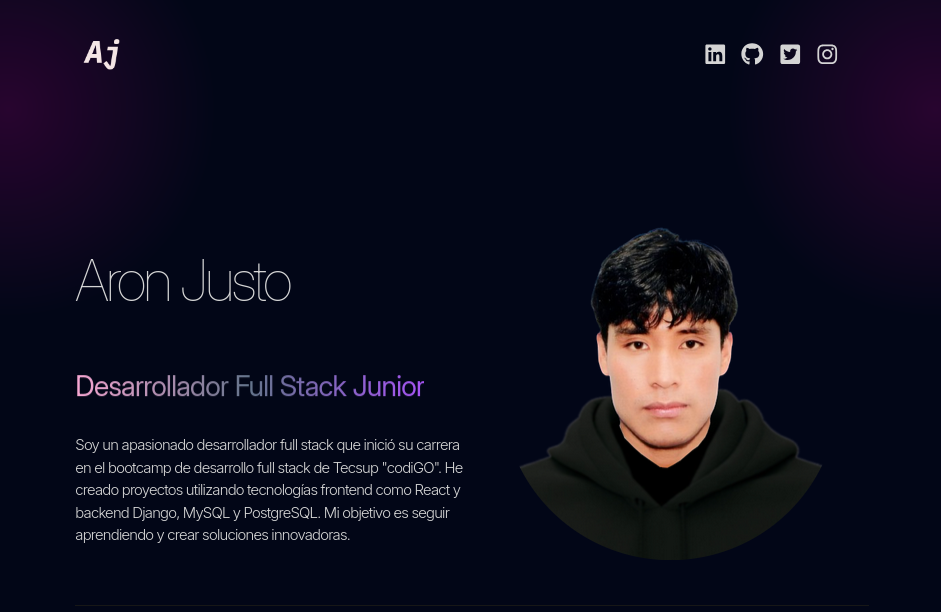 Aj
Aron Justo
Desarrollador Full Stack Junior
Soy un apasionado desarrollador full stack que inició su carrera
en el bootcamp de desarrollo full stack de Tecsup "codiGO". He
creado proyectos utilizando tecnologías frontend como React y
backend Django, MySQL y PostgreSQL. Mi objetivo es seguir
aprendiendo y crear soluciones innovadoras.